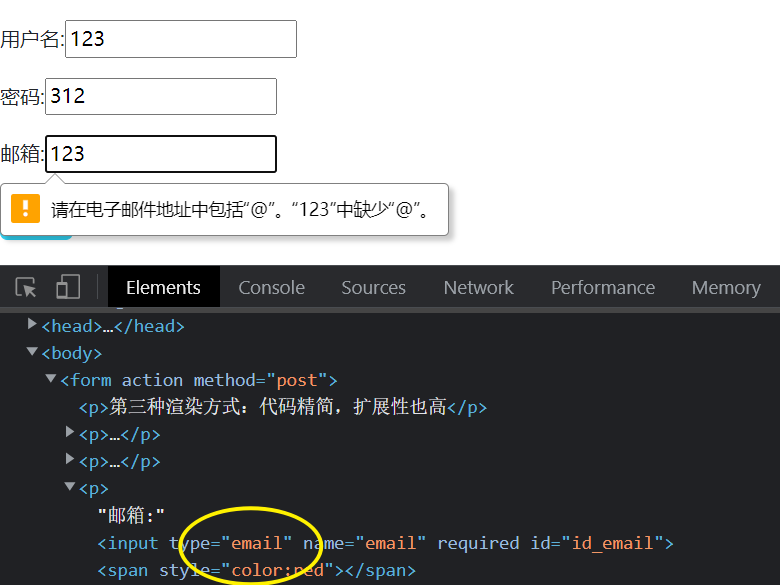 用户名:123
密码:312
邮箱:123
请在电子邮件地址中包括“@”。“123”中缺少“@”。
Elements Console Sources Network Performance Memory
<head>…</head>
<body>
<form action method="post">
<p>第三种渲染方式：代码精简，扩展性也高</p>
<p>…</p>
<p>…</p>
<p>
"邮箱:"
<input type="email" name="email" required id="id_email">
<span style="color:red"></span>